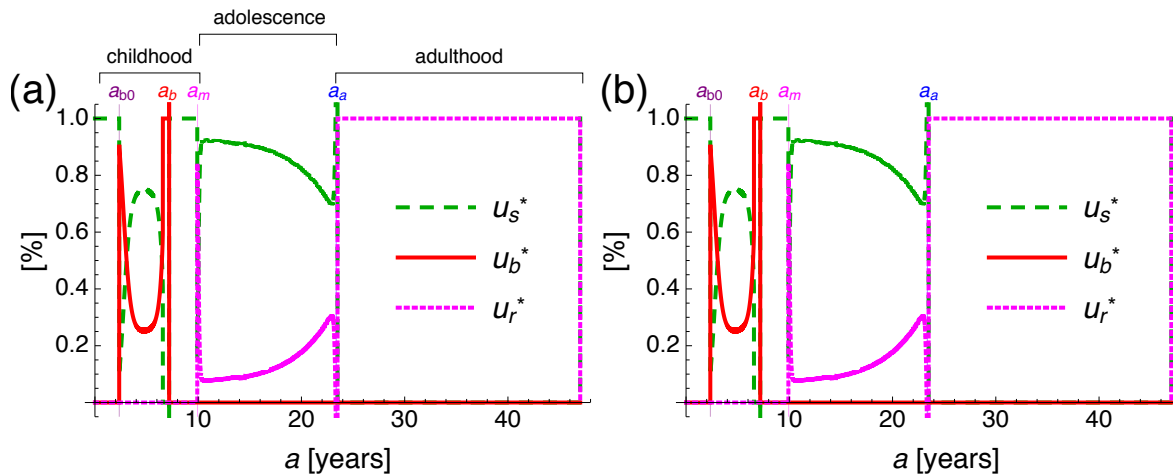 adolescence
childhood
adulthood
(a)
a_b0 a_b a_m a_a
1.0
0.8
0.6
0.4
0.2
[%]
u_s*
u_b*
u_r*
10 20 30 40
a [years]
(b)
a_b0 a_b a_m a_a
1.0
0.8
0.6
0.4
0.2
[%]
u_s*
u_b*
u_r*
10 20 30 40
a [years]